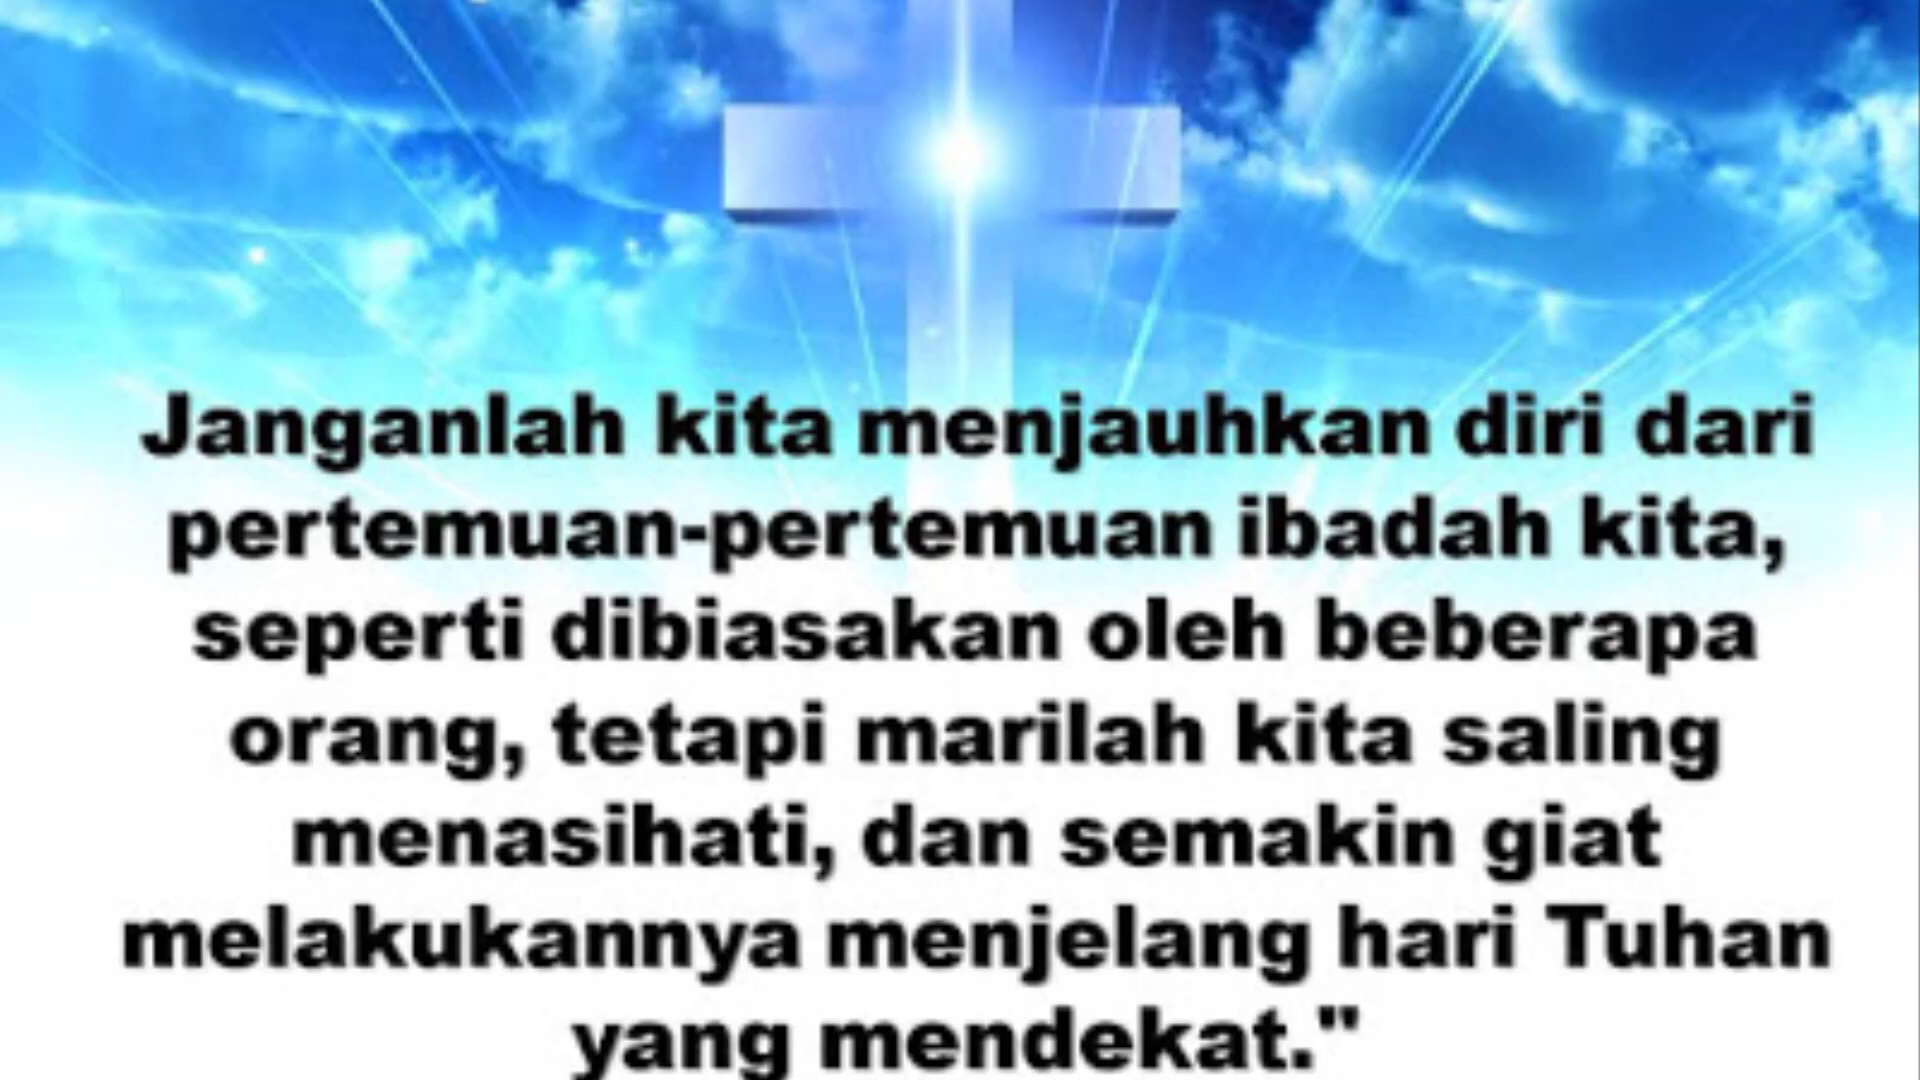 Janganlah kita menjauhkan diri dari
pertemuan-pertemuan ibadah kita,
seperti dibiasakan oleh beberapa
orang, tetapi marilah kita saling
menasihati, dan semakin giat
melakukannya menjelang hari Tuhan
yang mendekat."